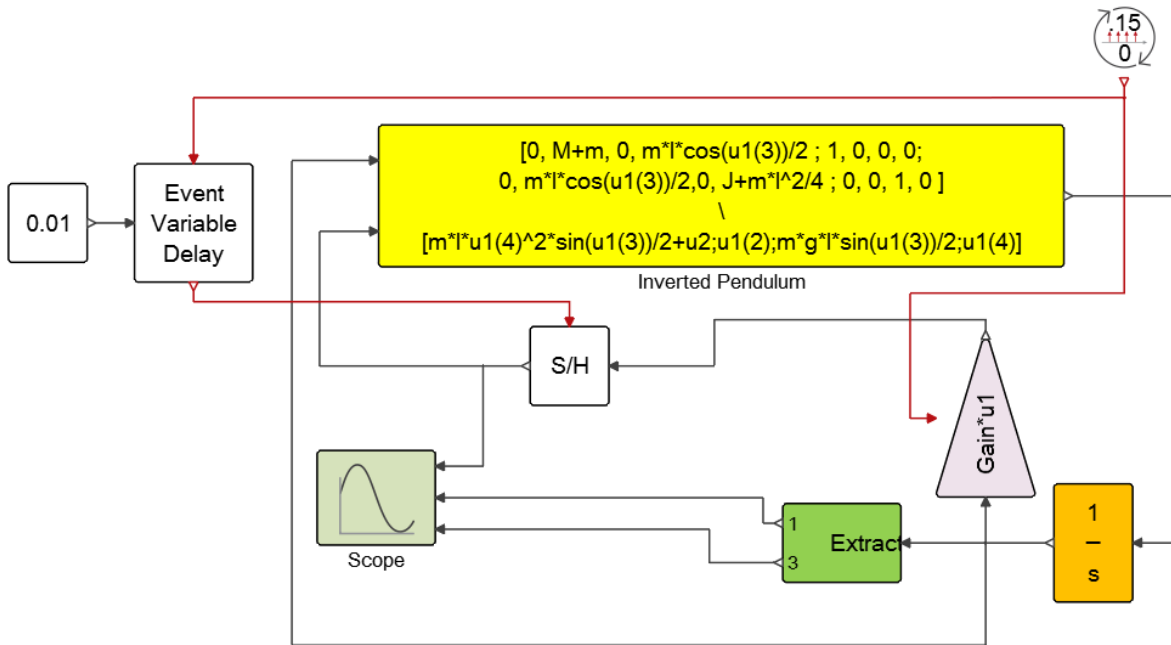 .15
0
0.01
Event
Variable
Delay
[0, M+m, 0, m*l*cos(u1(3))/2 ; 1, 0, 0, 0;
0, m*l*cos(u1(3))/2,0, J+m*l^2/4 ; 0, 0, 1, 0 ]
\
[m*l*u1(4)^2*sin(u1(3))/2+u2;u1(2);m*g*l*sin(u1(3))/2;u1(4)]
Inverted Pendulum
S/H
Gain*u1
Scope
1
3
Extract
1
s